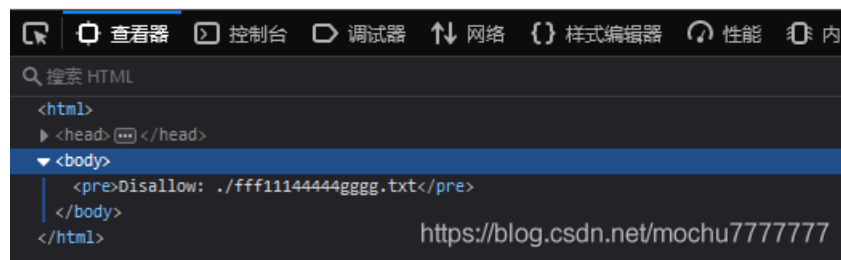 查看器 控制台 调试器 网络 {} 样式编辑器 性能 内
搜索 HTML
<html>
<head>•••</head>
<body>
<pre>Disallow: ./fff11144444gggg.txt</pre>
</body>
</html>
https://blog.csdn.net/mochu7777777